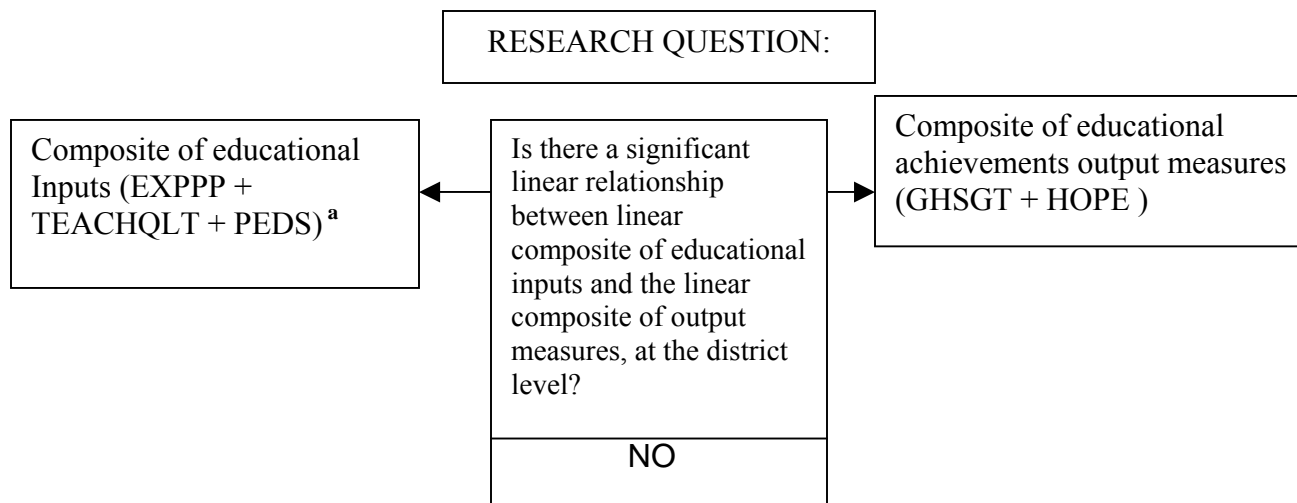 RESEARCH QUESTION:
Composite of educational
Inputs (EXPPP +
TEACHQLT + PEDS) a
Is there a significant
linear relationship
between linear
composite of educational
inputs and the linear
composite of output
measures, at the district
level?
NO
Composite of educational
achievements output measures
(GHSGT + HOPE )